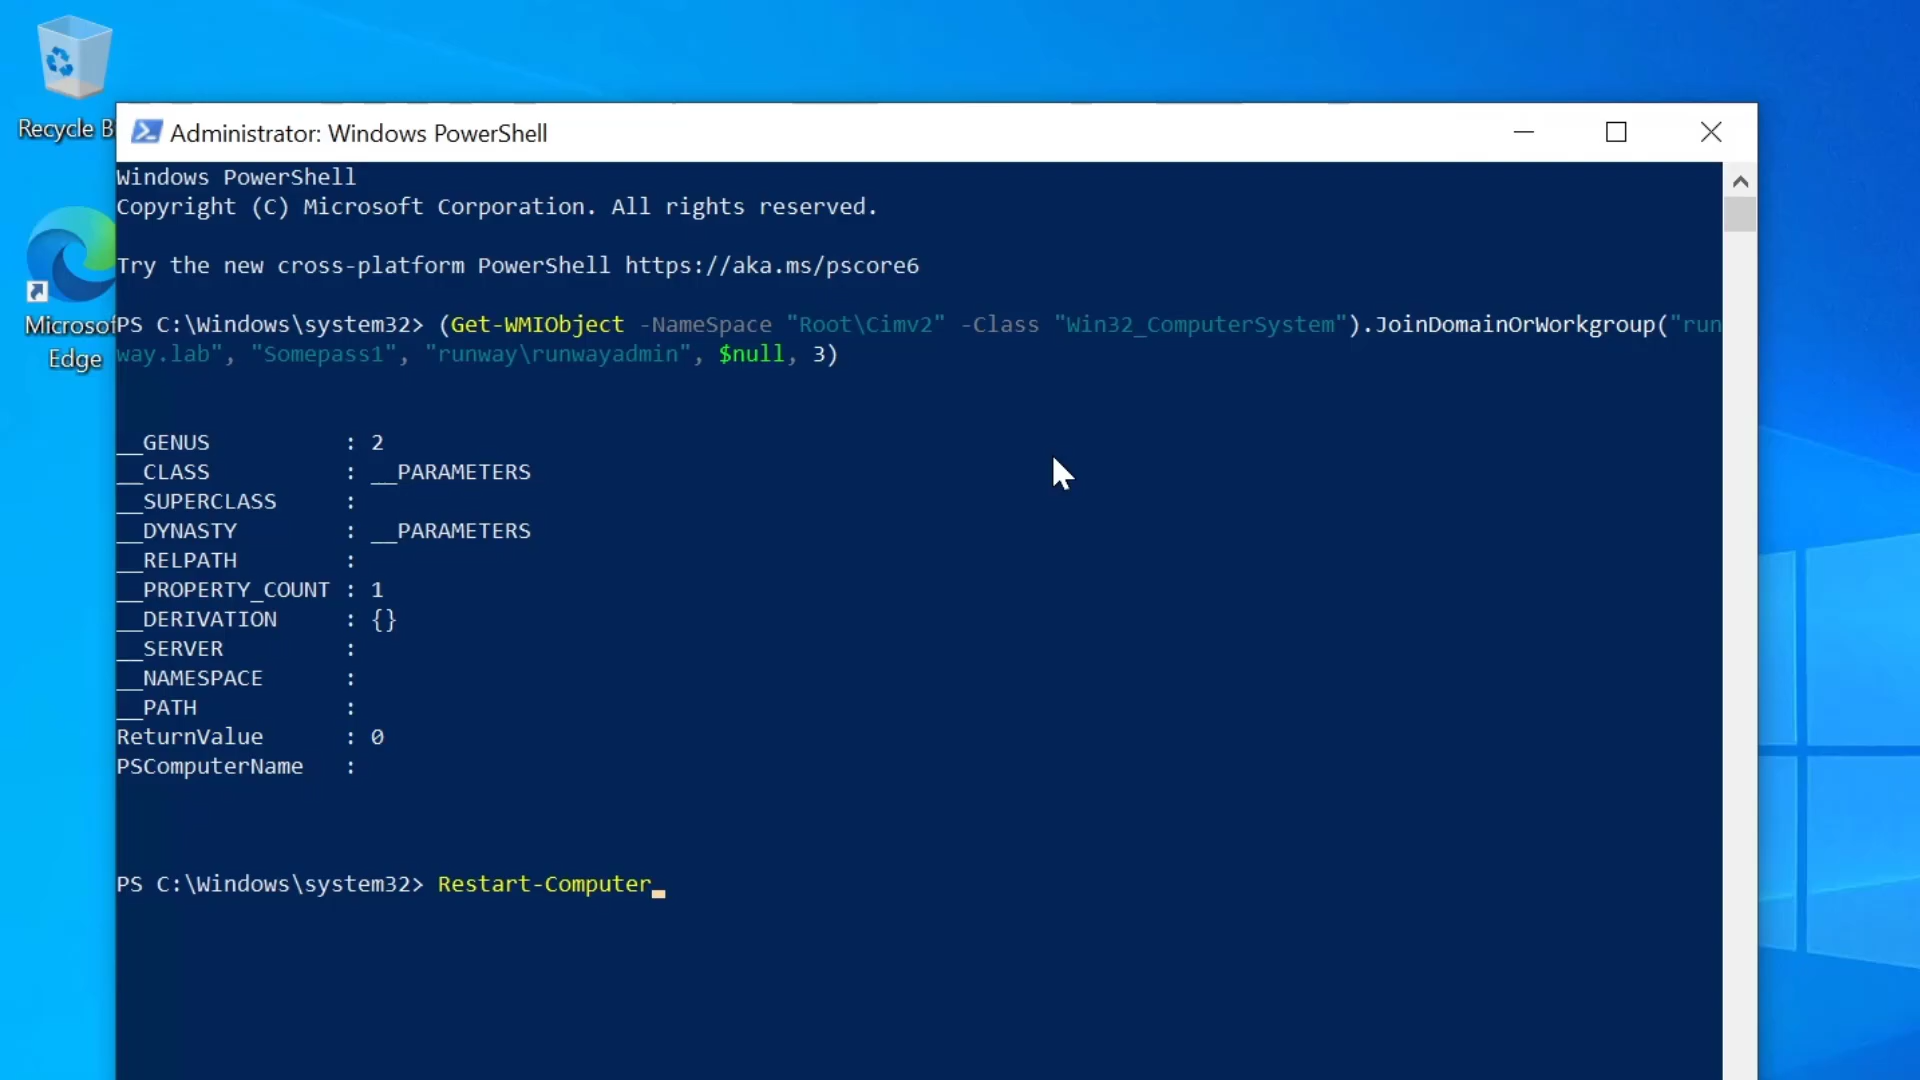 Recycle B
Administrator: Windows PowerShell
Windows PowerShell
Copyright (C) Microsoft Corporation. All rights reserved.
Try the new cross-platform PowerShell https://aka.ms/pscore6
Microsof
Edge
PS C:\Windows\system32> (Get-WMIObject -NameSpace "Root\Cimv2" -Class "Win32_ComputerSystem").JoinDomainOrWorkgroup("run
way.lab", "Somepass1", "runway\runwayadmin", $null, 3)
__GENUS          : 2
__CLASS          : __PARAMETERS
__SUPERCLASS     :
__DYNASTY        : __PARAMETERS
__RELPATH        :
__PROPERTY_COUNT : 1
__DERIVATION     : {}
__SERVER         :
__NAMESPACE      :
__PATH           :
ReturnValue      : 0
PSComputerName   :
PS C:\Windows\system32> Restart-Computer